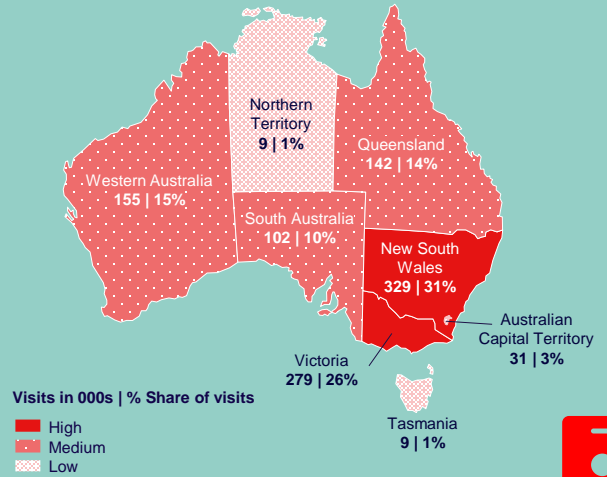 Northern
Territory
9 | 1%
Queensland
142 | 14%
Western Australia
155 | 15%
South Australia
102 | 10%
New South
Wales
329 | 31%
Australian
Capital Territory
31 | 3%
Victoria
279 | 26%
Visits in 000s | % Share of visits
High
Medium
Low
Tasmania
9 | 1%